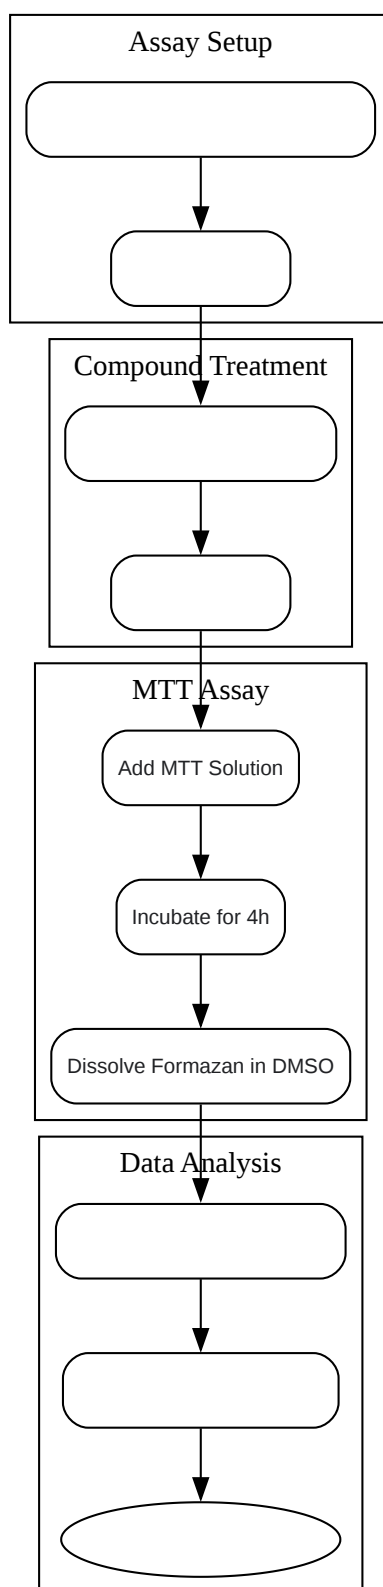 Assay Setup
Compound Treatment
MTT Assay
Add MTT Solution
Incubate for 4h
Dissolve Formazan in DMSO
Data Analysis